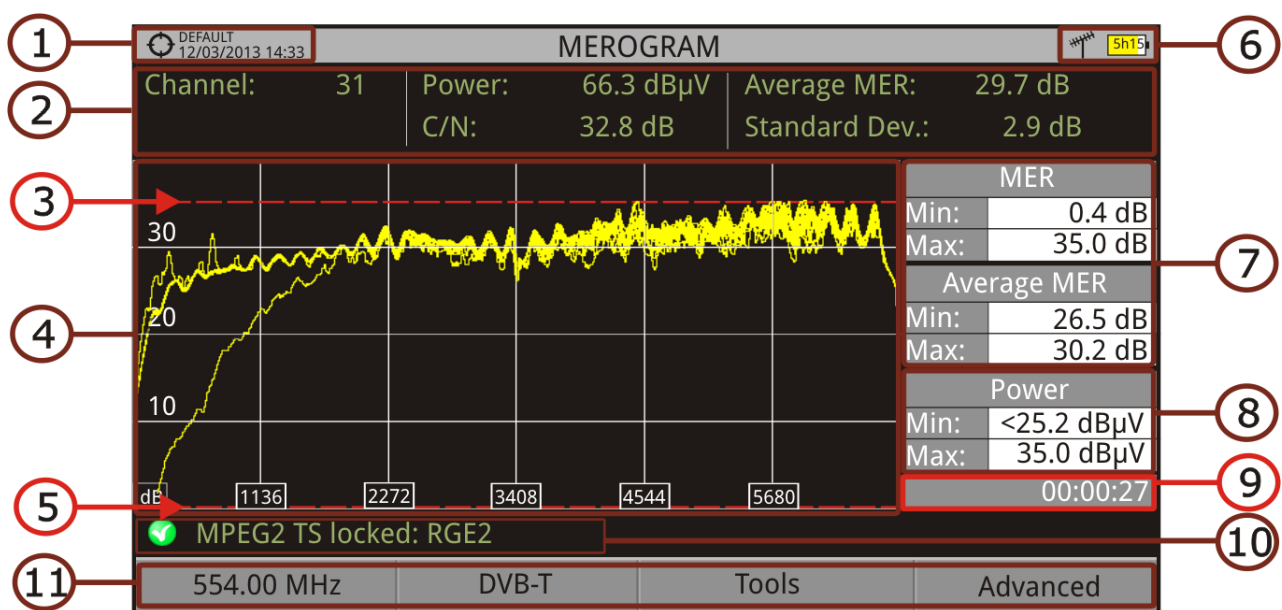 1
DEFAULT
12/03/2013 14:33
MEROGRAM
5h15
6
2
Channel: 31
Power: 66.3 dBµV
Average MER: 29.7 dB
C/N: 32.8 dB
Standard Dev.: 2.9 dB
3
30
20
10
dB
1136
2272
3408
4544
5680
4
5
MER
Min: 0.4 dB
Max: 35.0 dB
7
Average MER
Min: 26.5 dB
Max: 30.2 dB
Power
Min: <25.2 dBµV
Max: 35.0 dBµV
8
00:00:27
9
MPEG2 TS locked: RGE2
10
11
554.00 MHz
DVB-T
Tools
Advanced